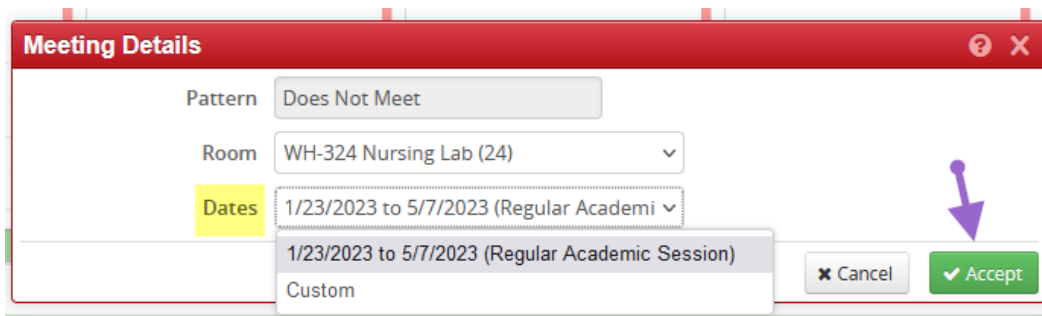 Meeting Details
Pattern Does Not Meet
Room WH-324 Nursing Lab (24)
Dates 1/23/2023 to 5/7/2023 (Regular Academi
1/23/2023 to 5/7/2023 (Regular Academic Session)
Custom
Cancel Accept